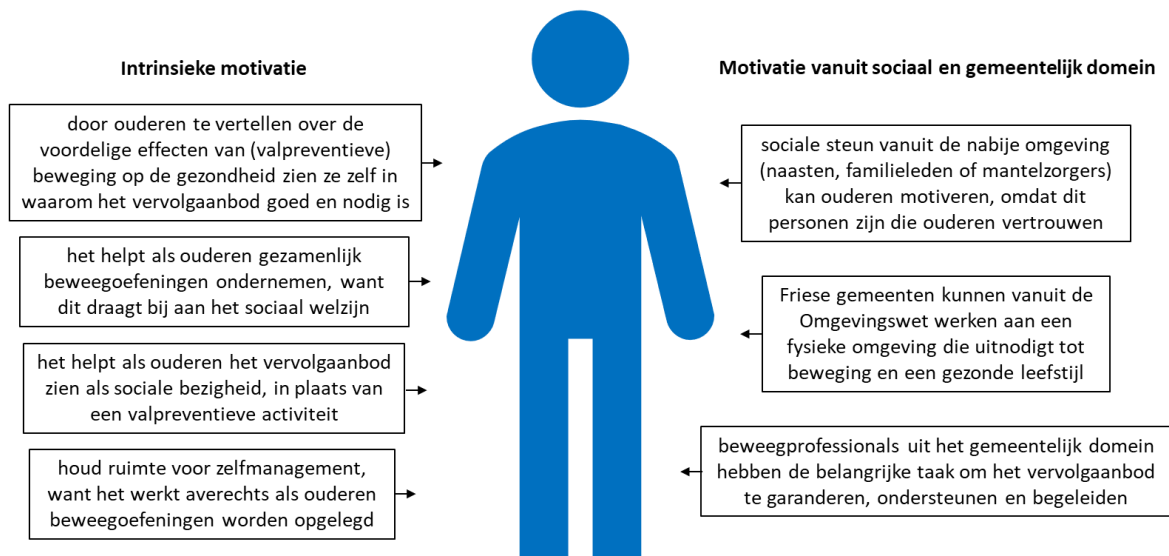 Intrinsieke motivatie
door ouderen te vertellen over de
voordelige effecten van (valpreventieve)
beweging op de gezondheid zien ze zelf in
waarom het vervolgaanbod goed en nodig is
het helpt als ouderen gezamenlijk
beweegoefeningen ondernemen, want
dit draagt bij aan het sociaal welzijn
het helpt als ouderen het vervolgaanbod
zien als sociale bezigheid, in plaats van
een valpreventieve activiteit
houd ruimte voor zelfmanagement,
want het werkt averechts als ouderen
beweegoefeningen worden opgelegd
Motivatie vanuit sociaal en gemeentelijk domein
sociale steun vanuit de nabije omgeving
(naasten, familieleden of mantelzorgers)
kan ouderen motiveren, omdat dit
personen zijn die ouderen vertrouwen
Friese gemeenten kunnen vanuit de
Omgevingswet werken aan een
fysieke omgeving die uitnodigt tot
beweging en een gezonde leefstijl
beweegprofessionals uit het gemeentelijk domein
hebben de belangrijke taak om het vervolgaanbod
te garanderen, ondersteunen en begeleiden